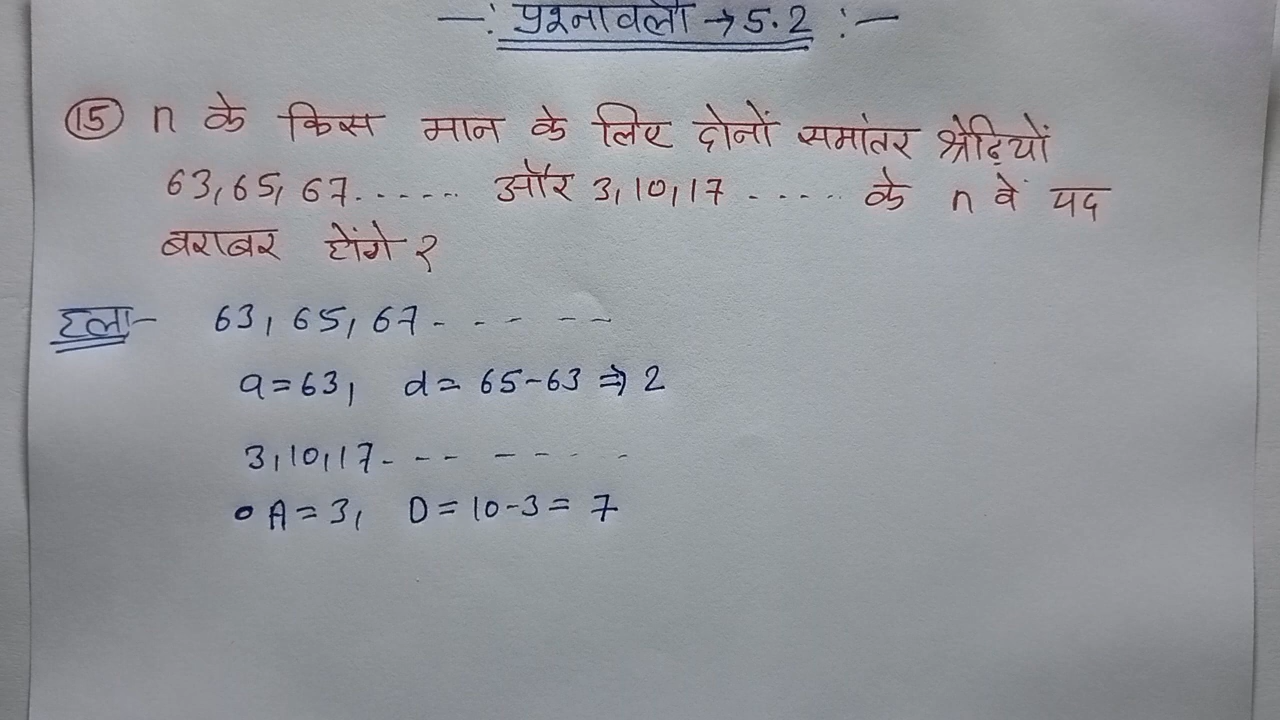 —: प्रश्नावली → 5.2 :—
(15) n के किस मान के लिए दोनों समांतर श्रेढ़ियों
63, 65, 67 ...... और 3, 10, 17 ..... के n वें पद
बराबर होंगे ?
हल:- 63, 65, 67 - - - - -
a = 63, d = 65-63 ⇒ 2
3, 10, 17 - - - - - - -
A = 3, D = 10-3 = 7